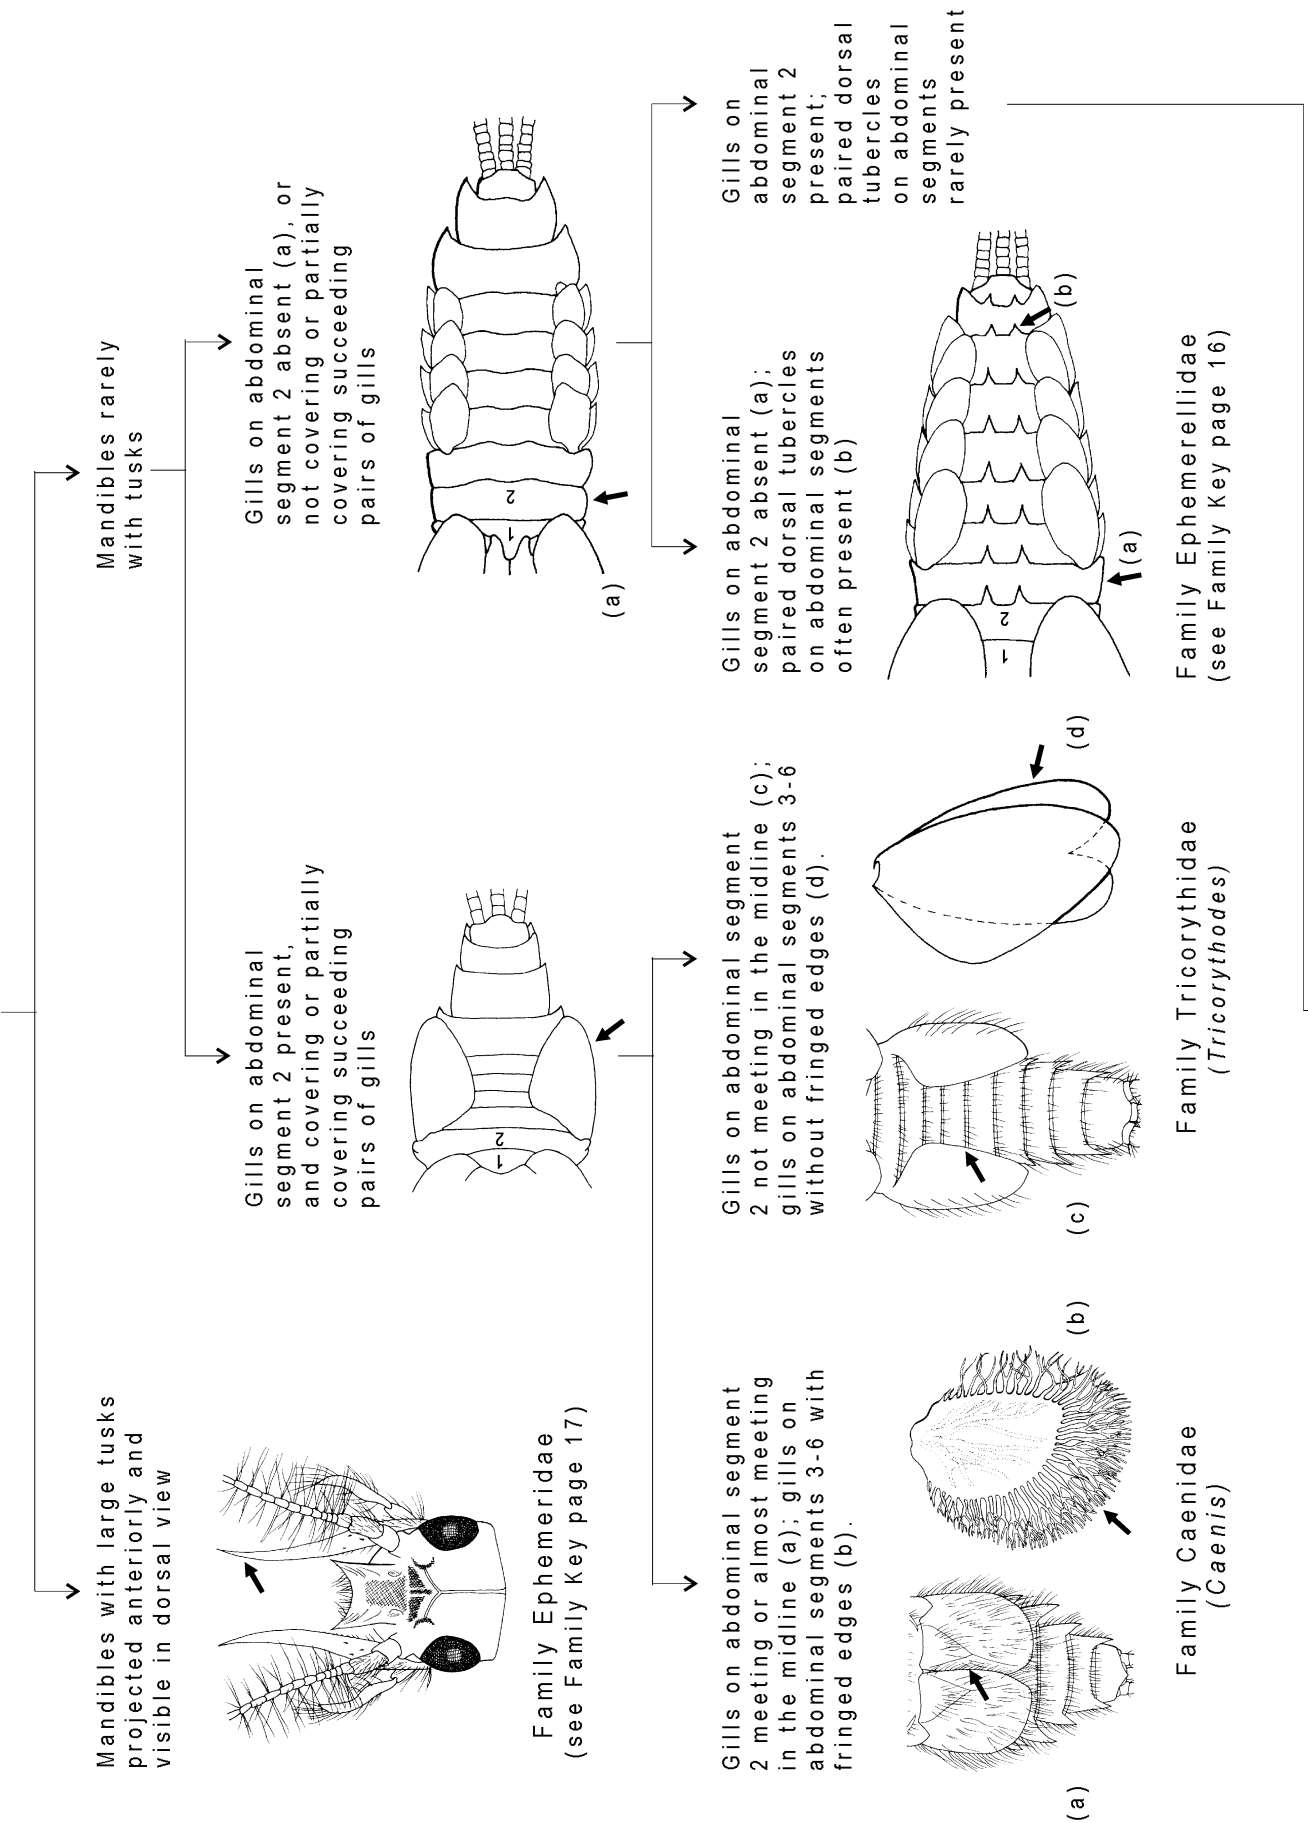 Mandibles with large tusks
projected anteriorly and
visible in dorsal view
Family Ephemeridae
(see Family Key page 17)
Mandibles rarely
with tusks
Gills on abdominal
segment 2 present,
and covering or partially
covering succeeding
pairs of gills
1
2
Gills on abdominal
segment 2 absent (a), or
not covering or partially
covering succeeding
pairs of gills
1
2
(a)
Gills on abdominal segment
2 meeting or almost meeting
in the midline (a); gills on
abdominal segments 3-6 with
fringed edges (b).
(a)
(b)
Family Caenidae
(Caenis)
Gills on abdominal segment
2 not meeting in the midline (c);
gills on abdominal segments 3-6
without fringed edges (d).
(c)
(d)
Family Tricorythidae
(Tricorythodes)
Gills on abdominal
segment 2 absent (a);
paired dorsal tubercles
on abdominal segments
often present (b)
1
2
(a)
(b)
Family Ephemerellidae
(see Family Key page 16)
Gills on
abdominal
segment 2
present;
paired dorsal
tubercles
on abdominal
segments
rarely present